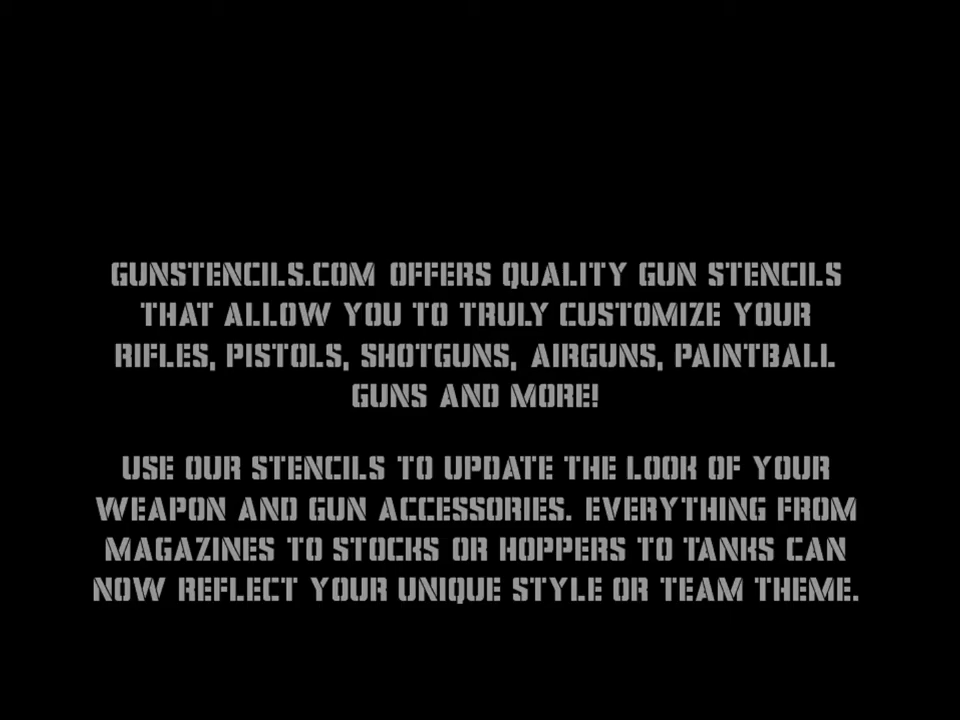 GUNSTENCILS.COM OFFERS QUALITY GUN STENCILS
THAT ALLOW YOU TO TRULY CUSTOMIZE YOUR
RIFLES, PISTOLS, SHOTGUNS, AIRGUNS, PAINTBALL
GUNS AND MORE!
USE OUR STENCILS TO UPDATE THE LOOK OF YOUR
WEAPON AND GUN ACCESSORIES. EVERYTHING FROM
MAGAZINES TO STOCKS OR HOPPERS TO TANKS CAN
NOW REFLECT YOUR UNIQUE STYLE OR TEAM THEME.